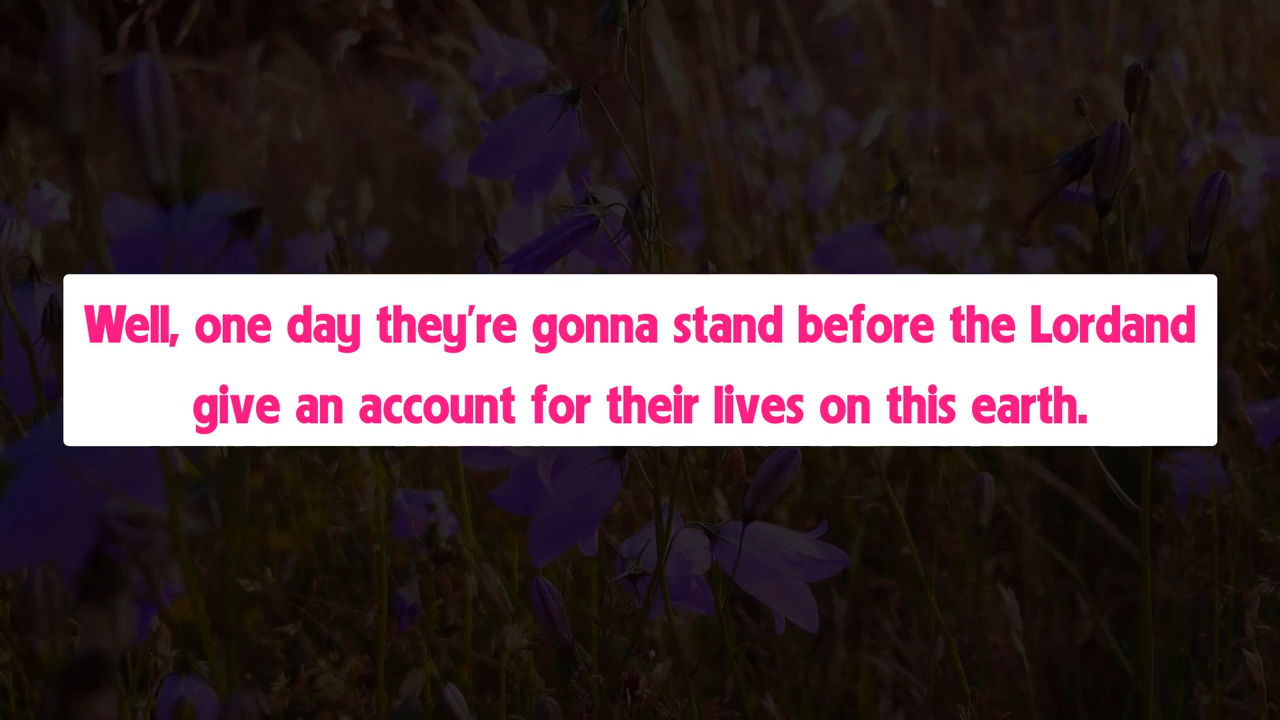 Well, one day they're gonna stand before the Lordand
give an account for their lives on this earth.